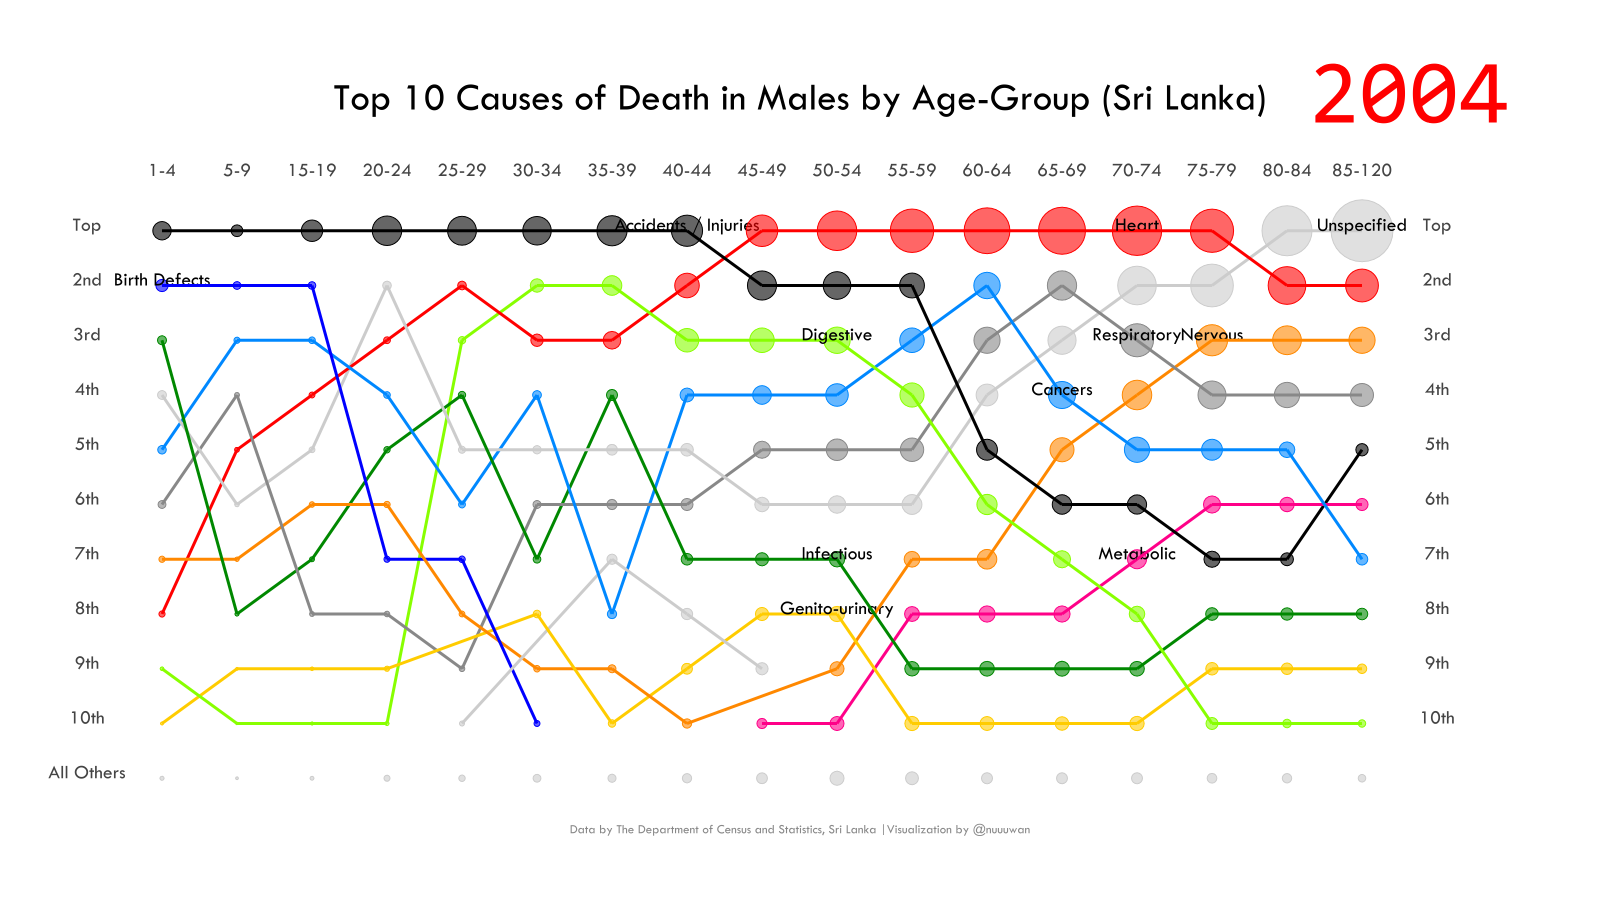 Top 10 Causes of Death in Males by Age-Group (Sri Lanka) 2004
1-4 5-9 15-19 20-24 25-29 30-34 35-39 40-44 45-49 50-54 55-59 60-64 65-69 70-74 75-79 80-84 85-120
Top Accidents / Injuries Heart Unspecified Top
2nd Birth Defects 2nd
3rd Digestive Respiratory Nervous 3rd
4th Cancers 4th
5th 5th
6th 6th
7th Infectious Metabolic 7th
8th Genito-urinary 8th
9th 9th
10th 10th
All Others
Data by The Department of Census and Statistics, Sri Lanka | Visualization by @nuuuwan